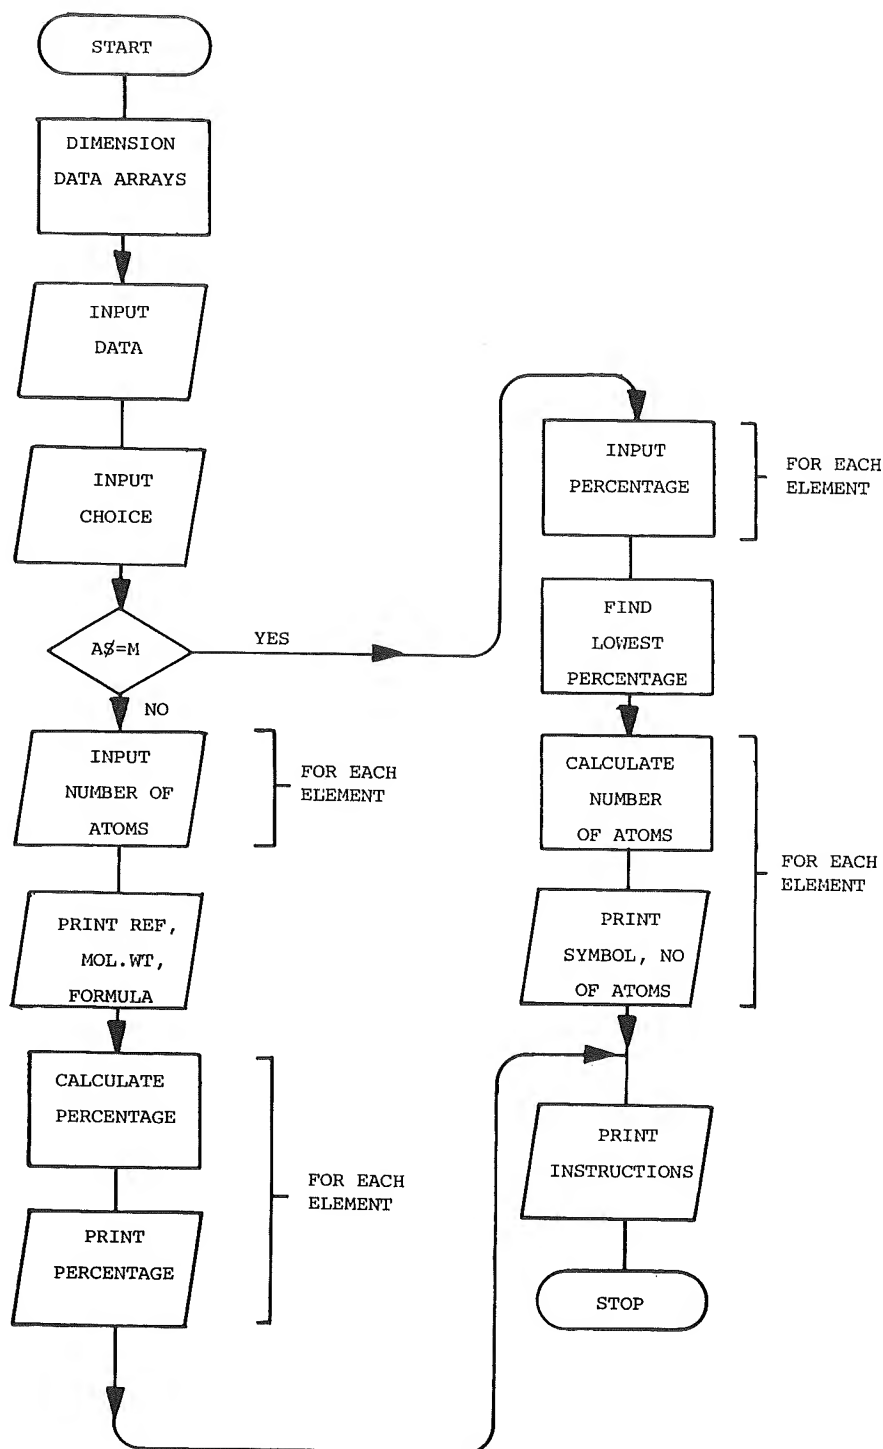 START
DIMENSION
DATA ARRAYS
INPUT
DATA
INPUT
CHOICE
A$=M
YES
NO
INPUT
NUMBER OF
ATOMS
FOR EACH
ELEMENT
PRINT REF,
MOL.WT,
FORMULA
CALCULATE
PERCENTAGE
PRINT
PERCENTAGE
FOR EACH
ELEMENT
INPUT
PERCENTAGE
FOR EACH
ELEMENT
FIND
LOWEST
PERCENTAGE
CALCULATE
NUMBER
OF ATOMS
PRINT
SYMBOL, NO
OF ATOMS
FOR EACH
ELEMENT
PRINT
INSTRUCTIONS
STOP